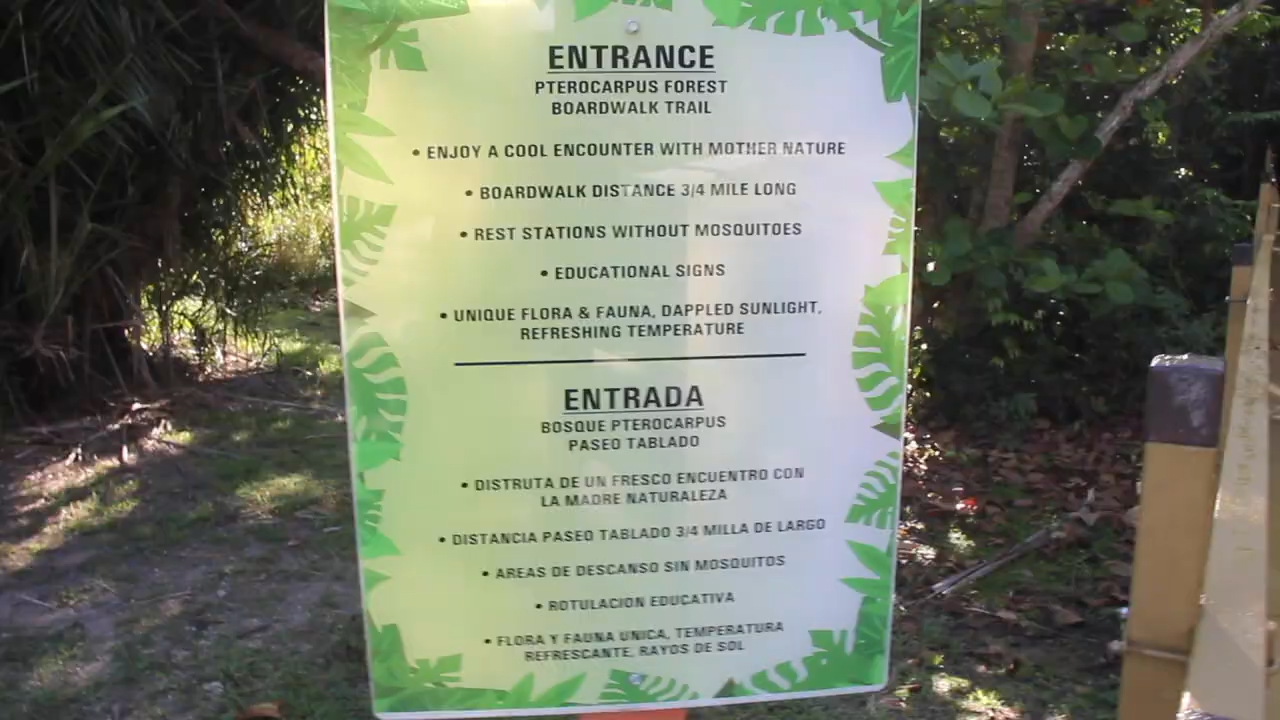 ENTRANCE
PTEROCARPUS FOREST
BOARDWALK TRAIL
• ENJOY A COOL ENCOUNTER WITH MOTHER NATURE
• BOARDWALK DISTANCE 3/4 MILE LONG
• REST STATIONS WITHOUT MOSQUITOES
• EDUCATIONAL SIGNS
• UNIQUE FLORA & FAUNA, DAPPLED SUNLIGHT,
REFRESHING TEMPERATURE
ENTRADA
BOSQUE PTEROCARPUS
PASEO TABLADO
• DISTRUTA DE UN FRESCO ENCUENTRO CON
LA MADRE NATURALEZA
• DISTANCIA PASEO TABLADO 3/4 MILLA DE LARGO
• AREAS DE DESCANSO SIN MOSQUITOS
• ROTULACION EDUCATIVA
• FLORA Y FAUNA UNICA, TEMPERATURA
REFRESCANTE, RAYOS DE SOL